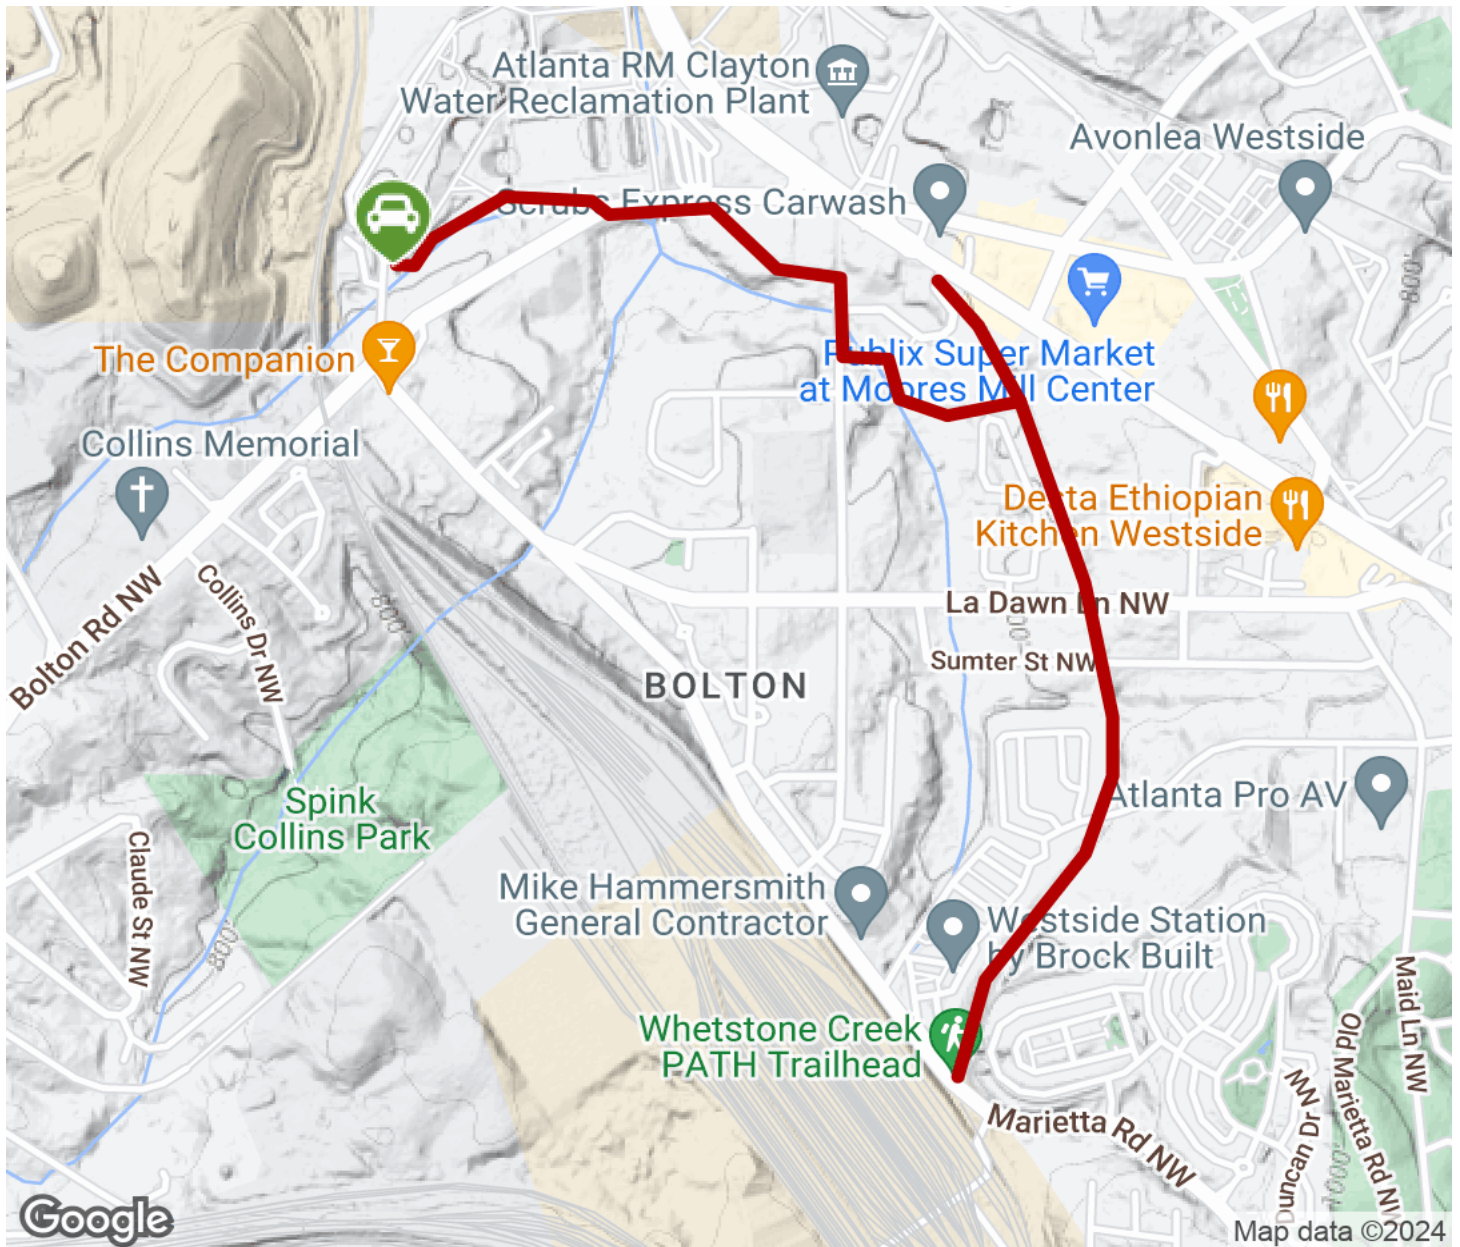 Atlanta RM Clayton
Water Reclamation Plant
Avonlea Westside
Scrubs Express Carwash
800'
The Companion
Publix Super Market
at Moores Mill Center
Collins Memorial
Desta Ethiopian
Kitchen Westside
Bolton Rd NW
Collins Dr NW
800
La Dawn Ln NW
Sumter St NW
BOLTON
Spink
Collins Park
Atlanta Pro AV
Claude St NW
800'
Mike Hammersmith
General Contractor
Westside Station
by Brock Built
Whetstone Creek
PATH Trailhead
Marietta Rd NW
Duncan Dr NW
Old Marietta Rd NW
Maid Ln NW
1000'
Google
Map data ©2024